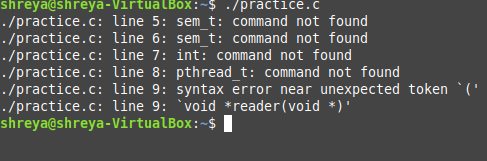 shreya@shreya-VirtualBox:~$ ./practice.c
./practice.c: line 5: sem_t: command not found
./practice.c: line 6: sem_t: command not found
./practice.c: line 7: int: command not found
./practice.c: line 8: pthread_t: command not found
./practice.c: line 9: syntax error near unexpected token `('
./practice.c: line 9: `void *reader(void *)'
shreya@shreya-VirtualBox:~$